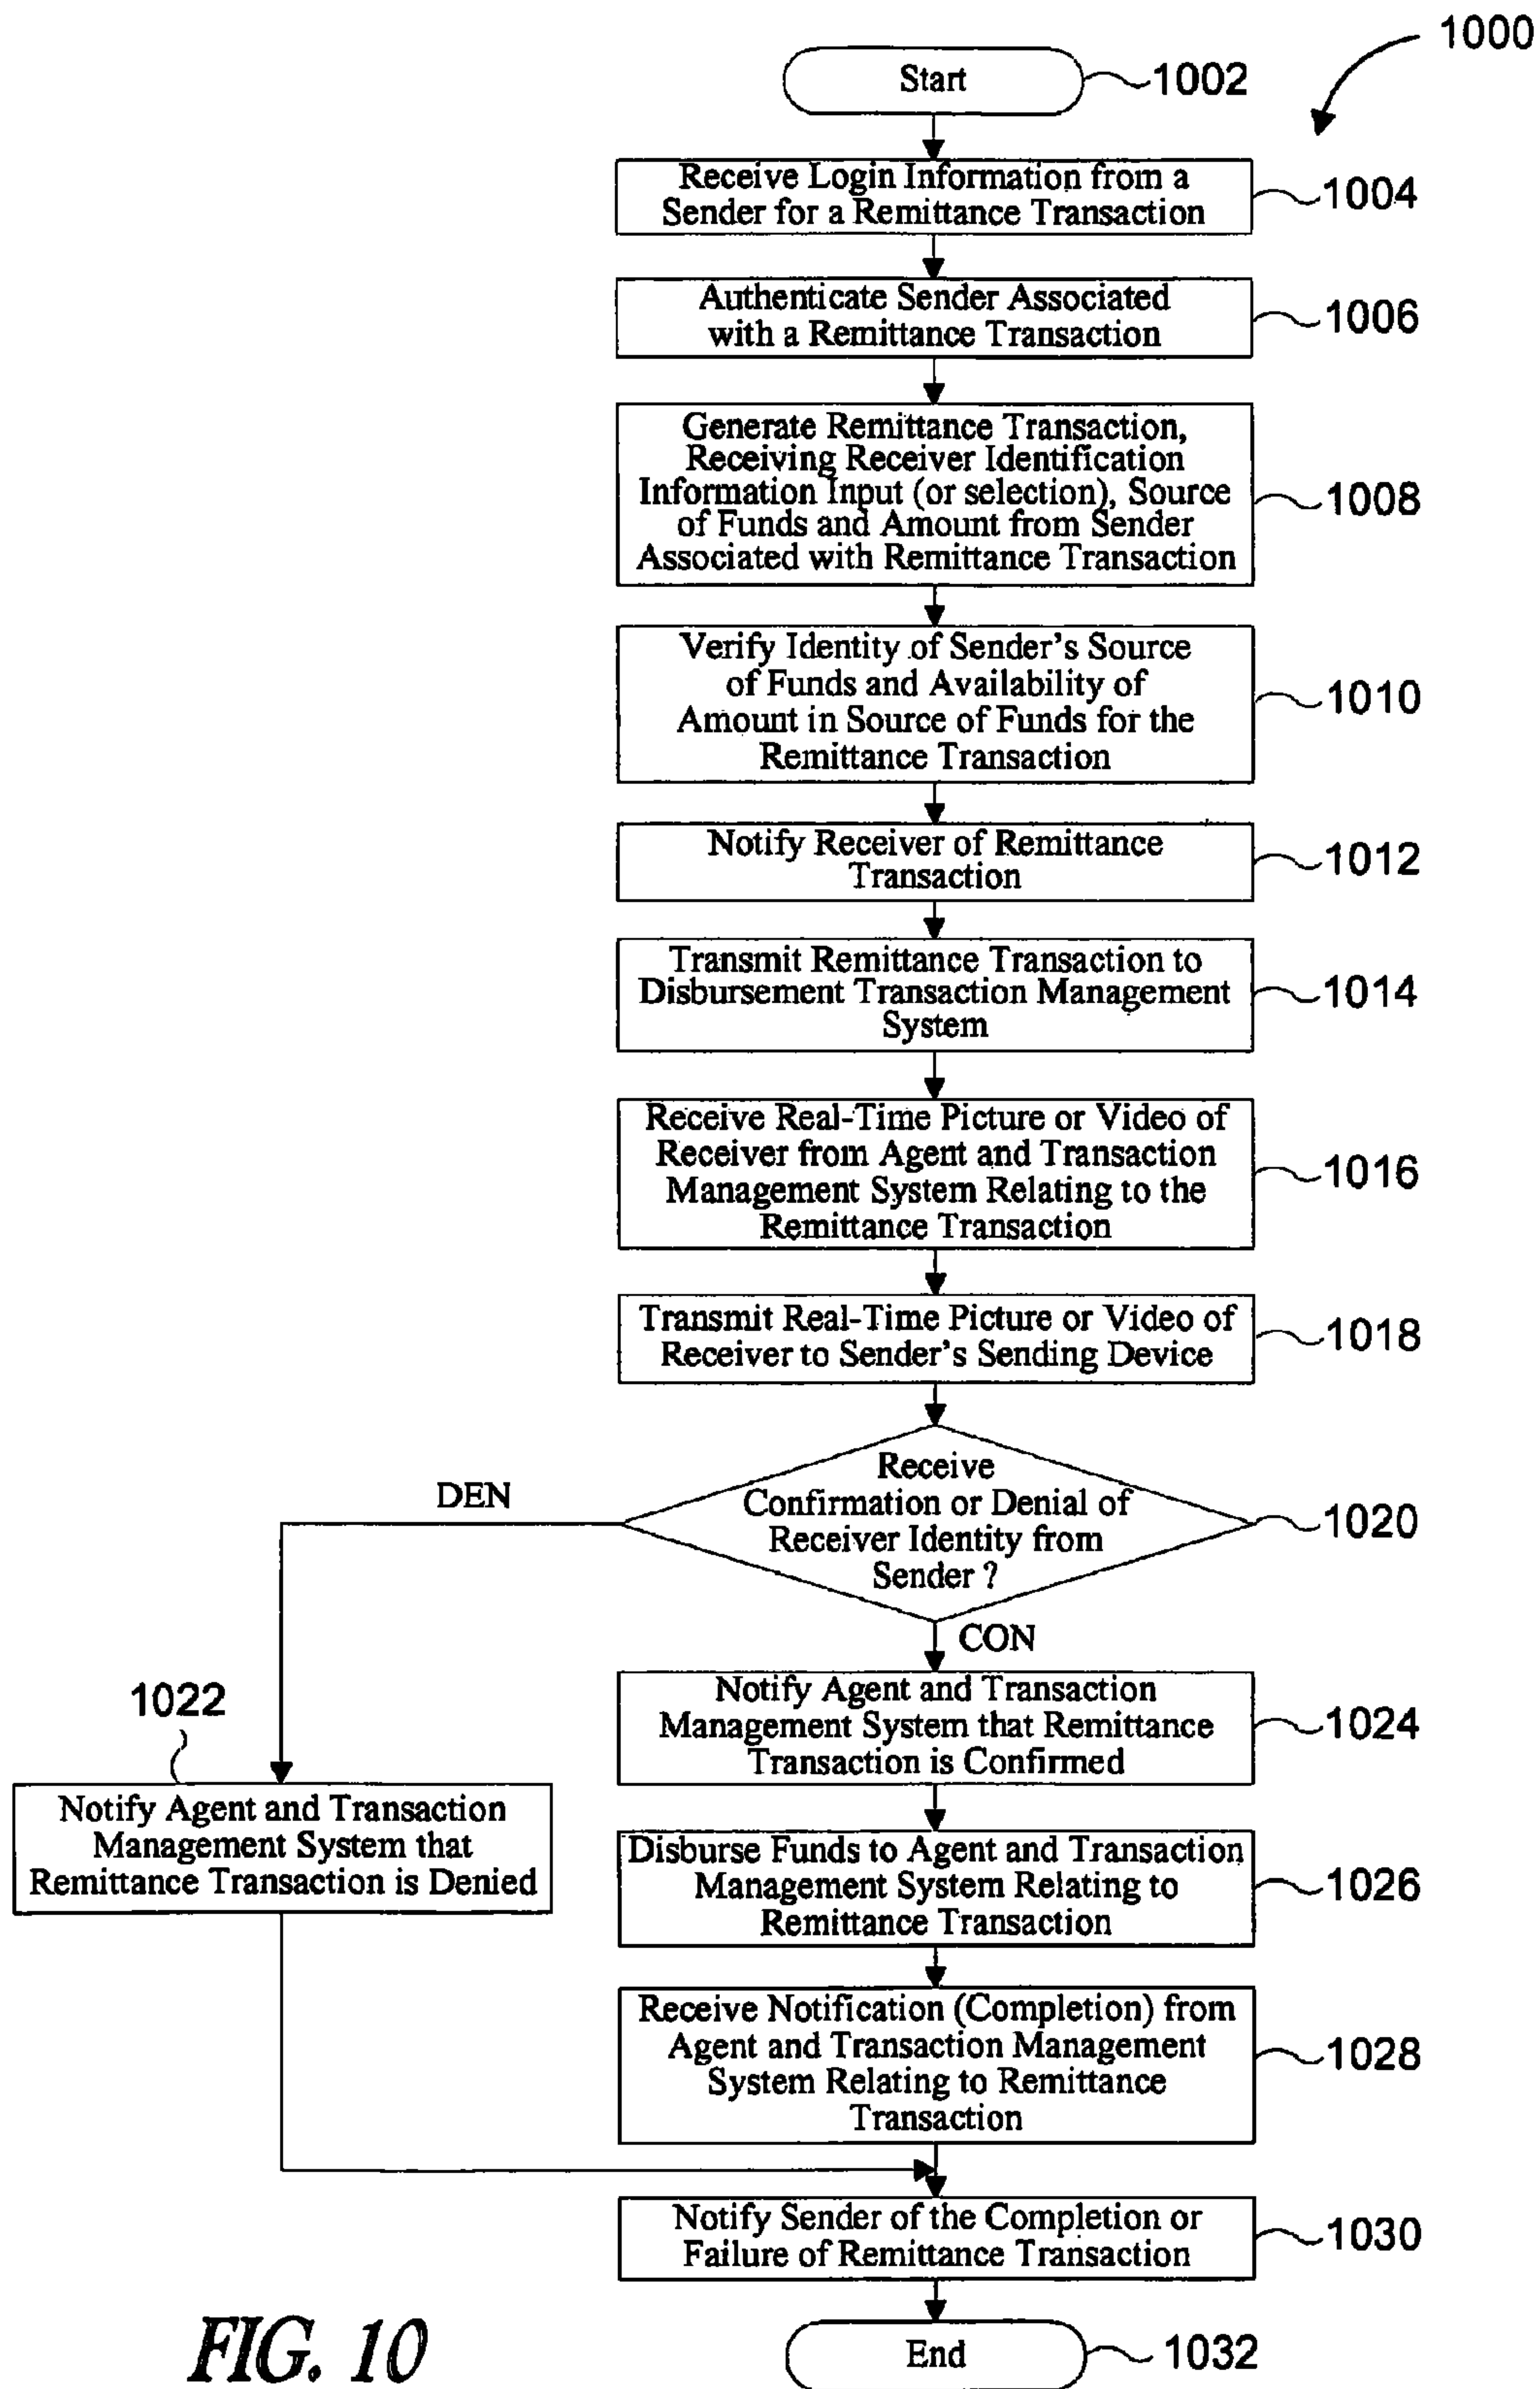 1000
Start
1002
Receive Login Information from a
Sender for a Remittance Transaction
1004
Authenticate Sender Associated
with a Remittance Transaction
1006
Generate Remittance Transaction,
Receiving Receiver Identification
Information Input (or selection), Source
of Funds and Amount from Sender
Associated with Remittance Transaction
1008
Verify Identity of Sender's Source
of Funds and Availability of
Amount in Source of Funds for the
Remittance Transaction
1010
Notify Receiver of Remittance
Transaction
1012
Transmit Remittance Transaction to
Disbursement Transaction Management
System
1014
Receive Real-Time Picture or Video of
Receiver from Agent and Transaction
Management System Relating to the
Remittance Transaction
1016
Transmit Real-Time Picture or Video of
Receiver to Sender's Sending Device
1018
Receive
Confirmation or Denial of
Receiver Identity from
Sender ?
1020
DEN
CON
1022
Notify Agent and Transaction
Management System that
Remittance Transaction is Denied
Notify Agent and Transaction
Management System that Remittance
Transaction is Confirmed
1024
Disburse Funds to Agent and Transaction
Management System Relating to
Remittance Transaction
1026
Receive Notification (Completion) from
Agent and Transaction Management
System Relating to Remittance
Transaction
1028
Notify Sender of the Completion or
Failure of Remittance Transaction
1030
End
1032
FIG. 10